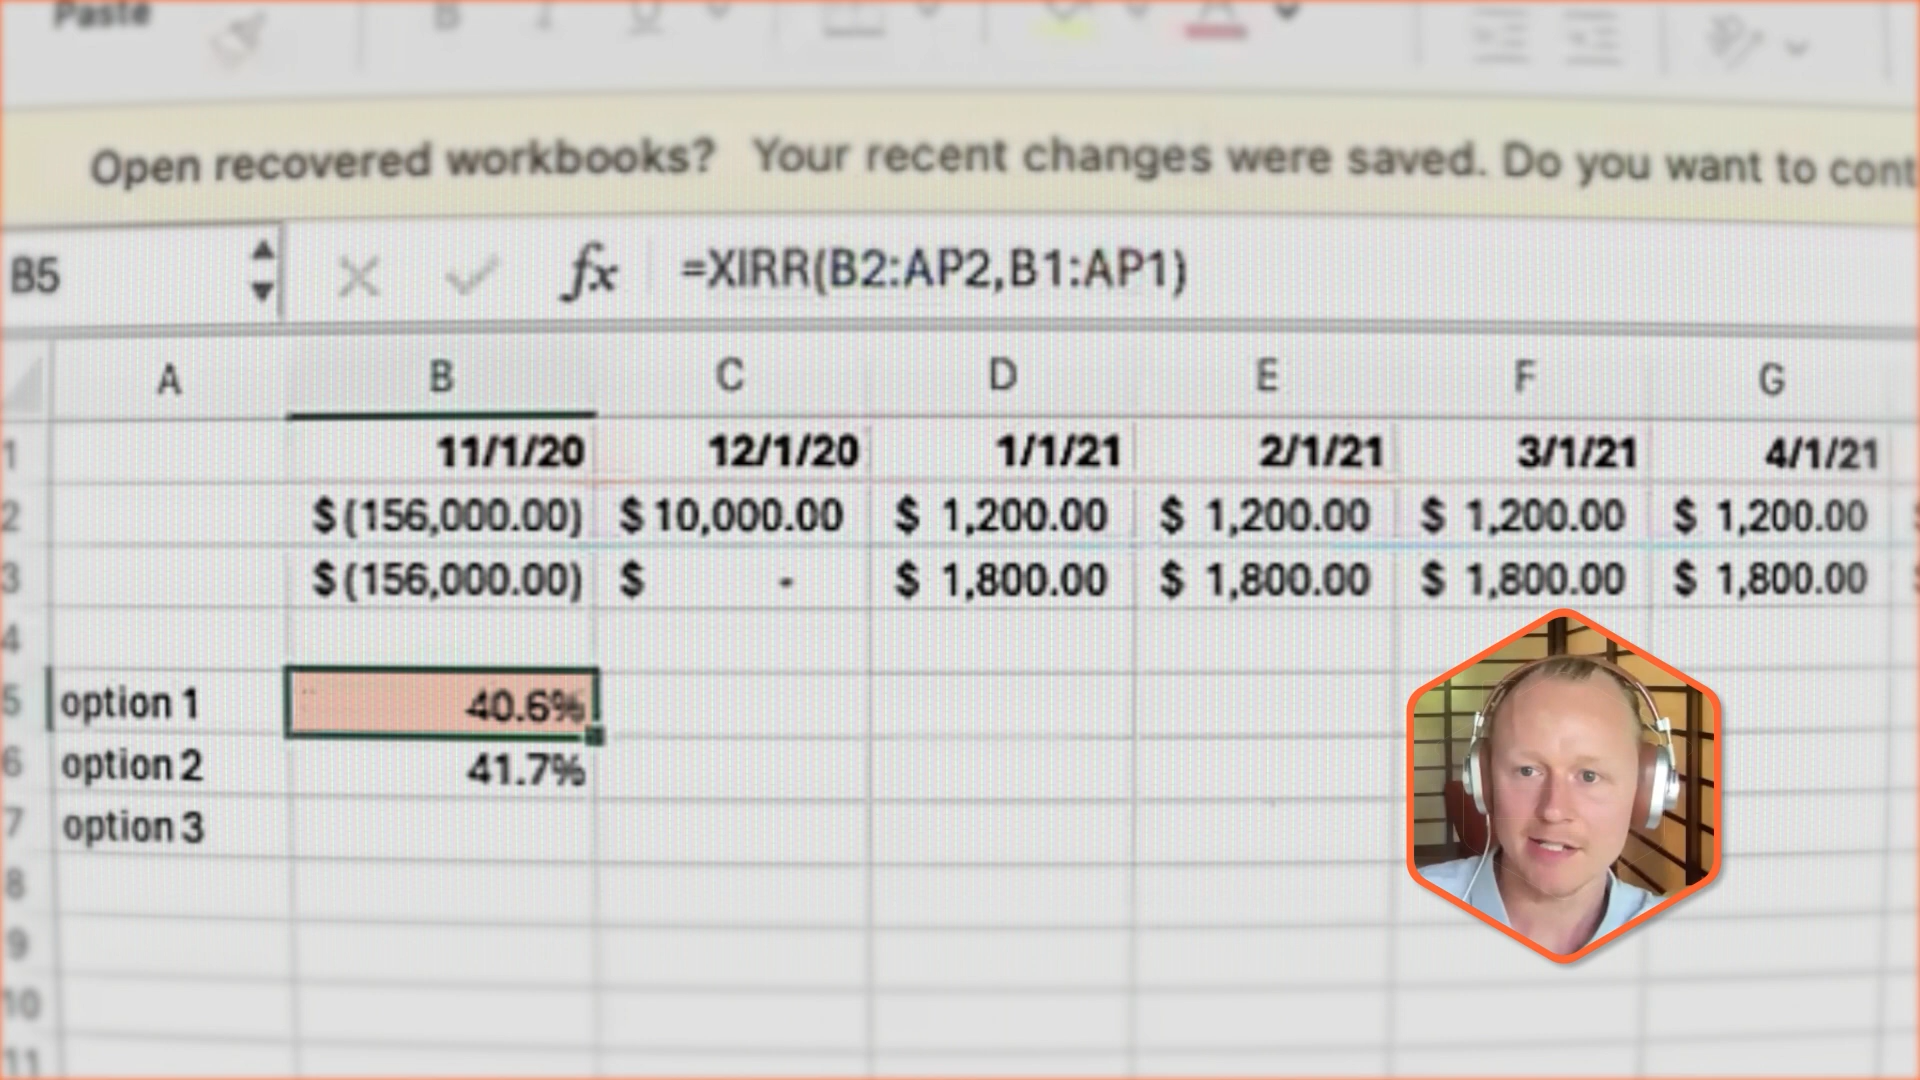 Paste B I U A
Open recovered workbooks? Your recent changes were saved. Do you want to cont
B5 fx =XIRR(B2:AP2,B1:AP1)
A B C D E F G
1 11/1/20 12/1/20 1/1/21 2/1/21 3/1/21 4/1/21
2 $(156,000.00) $ 10,000.00 $ 1,200.00 $ 1,200.00 $ 1,200.00 $ 1,200.00
3 $(156,000.00) $ - $ 1,800.00 $ 1,800.00 $ 1,800.00 $ 1,800.00
4
5 option 1 40.6%
6 option 2 41.7%
7 option 3
8
9
10
11